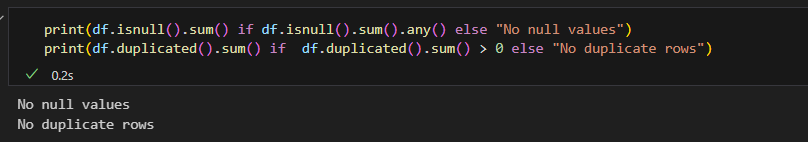 print(df.isnull().sum() if df.isnull().sum().any() else "No null values")
print(df.duplicated().sum() if  df.duplicated().sum() > 0 else "No duplicate rows")
✓ 0.2s
No null values
No duplicate rows